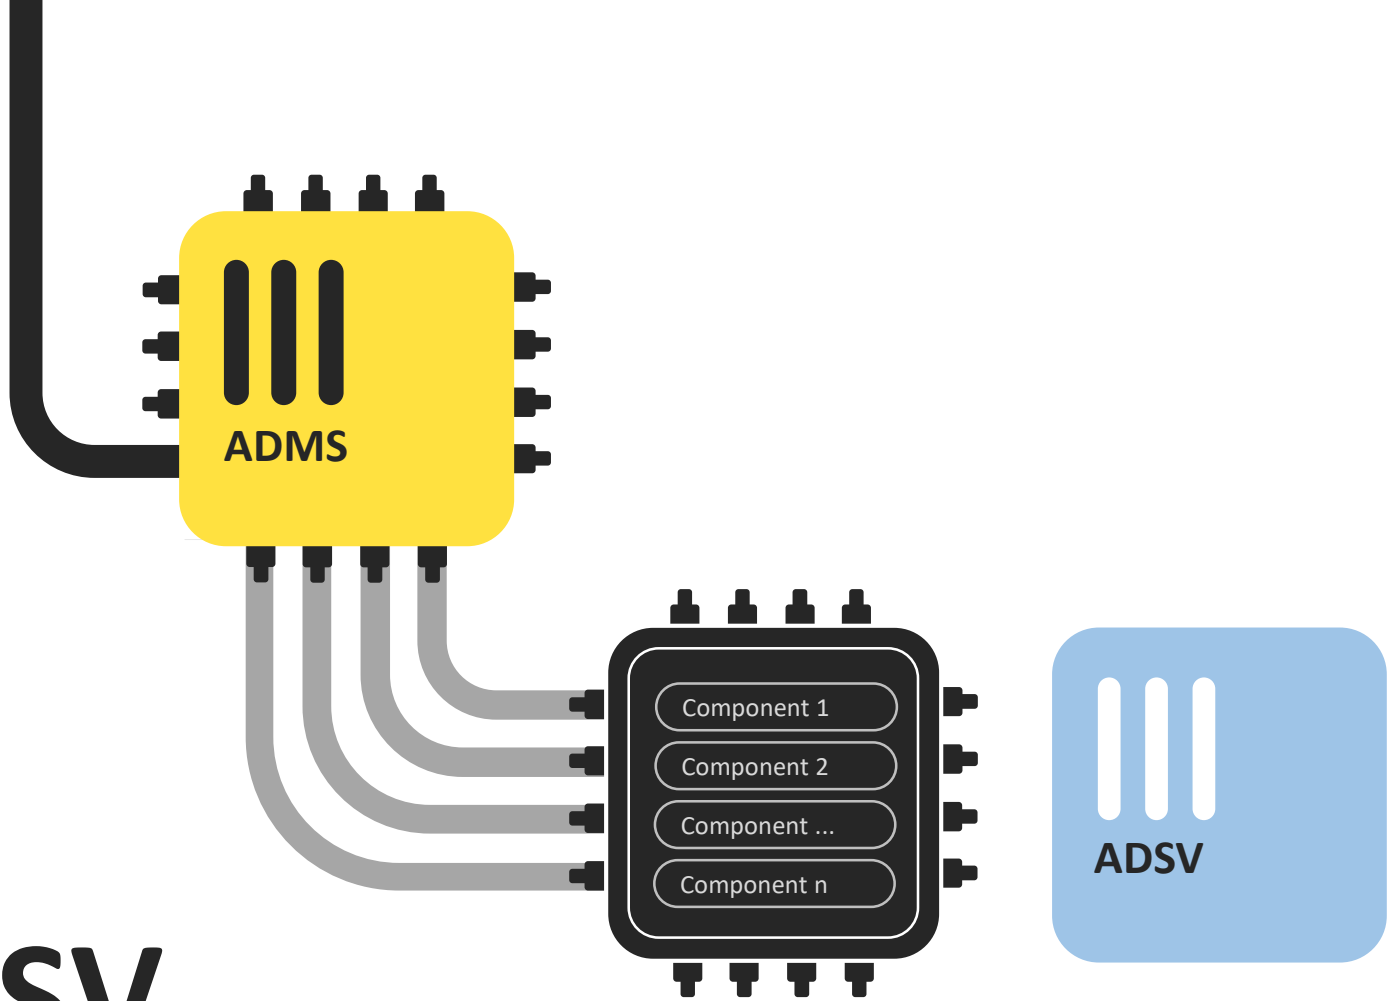 ADMS
Component 1
Component 2
Component ...
Component n
ADSV
SV